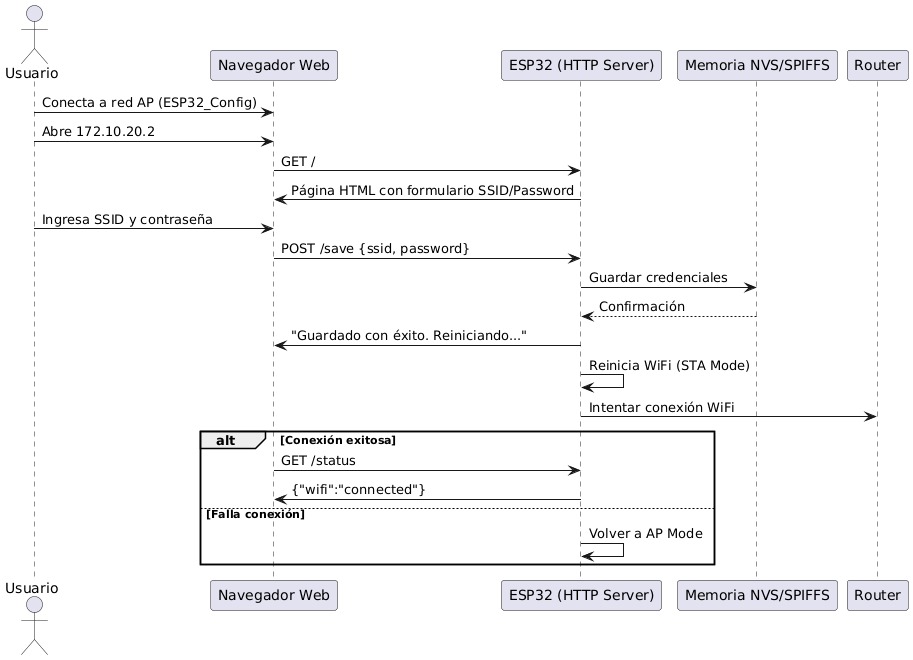 Usuario
Navegador Web
ESP32 (HTTP Server)
Memoria NVS/SPIFFS
Router
Conecta a red AP (ESP32_Config)
Abre 172.10.20.2
GET /
Página HTML con formulario SSID/Password
Ingresa SSID y contraseña
POST /save {ssid, password}
Guardar credenciales
Confirmación
"Guardado con éxito. Reiniciando..."
Reinicia WiFi (STA Mode)
Intentar conexión WiFi
alt
[Conexión exitosa]
GET /status
{"wifi":"connected"}
[Falla conexión]
Volver a AP Mode
Usuario
Navegador Web
ESP32 (HTTP Server)
Memoria NVS/SPIFFS
Router